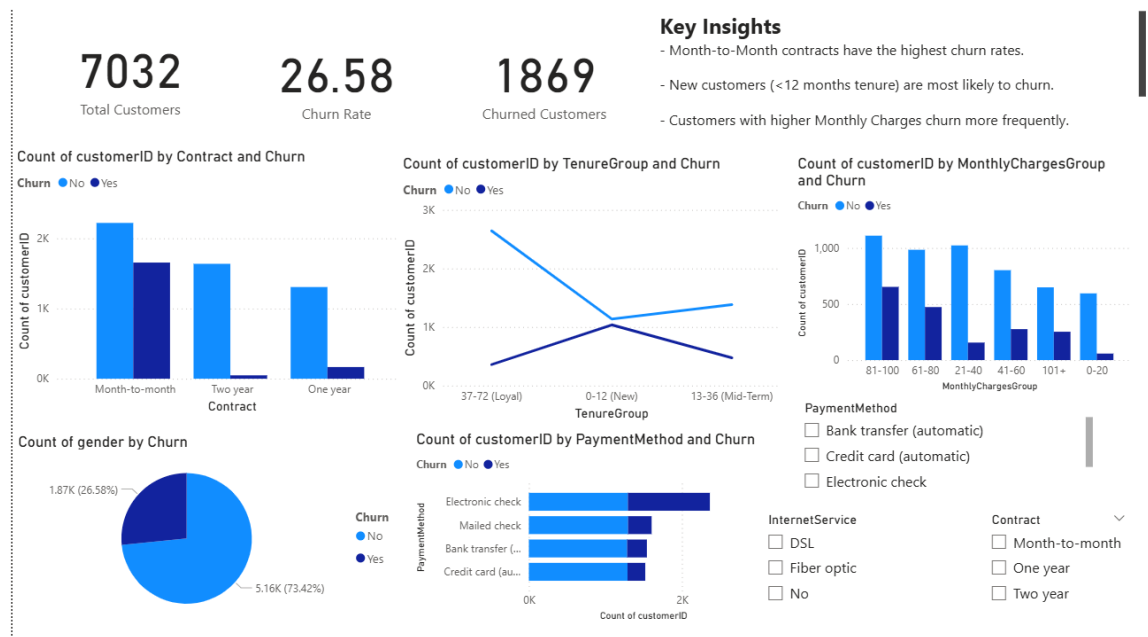 7032
Total Customers
26.58
Churn Rate
1869
Churned Customers
Key Insights
- Month-to-Month contracts have the highest churn rates.
- New customers (<12 months tenure) are most likely to churn.
- Customers with higher Monthly Charges churn more frequently.
Count of customerID by Contract and Churn
Churn No Yes
Count of customerID
2K
1K
0K
Month-to-month Two year One year
Contract
Count of customerID by TenureGroup and Churn
Churn No Yes
Count of customerID
3K
2K
1K
0K
37-72 (Loyal) 0-12 (New) 13-36 (Mid-Term)
TenureGroup
Count of customerID by MonthlyChargesGroup
and Churn
Churn No Yes
Count of customerID
1,000
500
0
81-100 61-80 21-40 41-60 101+ 0-20
MonthlyChargesGroup
Count of gender by Churn
1.87K (26.58%)
5.16K (73.42%)
Churn
No
Yes
Count of customerID by PaymentMethod and Churn
Churn No Yes
PaymentMethod
Electronic check
Mailed check
Bank transfer (...
Credit card (au...
0K 2K
Count of customerID
PaymentMethod
Bank transfer (automatic)
Credit card (automatic)
Electronic check
InternetService
DSL
Fiber optic
No
Contract
Month-to-month
One year
Two year